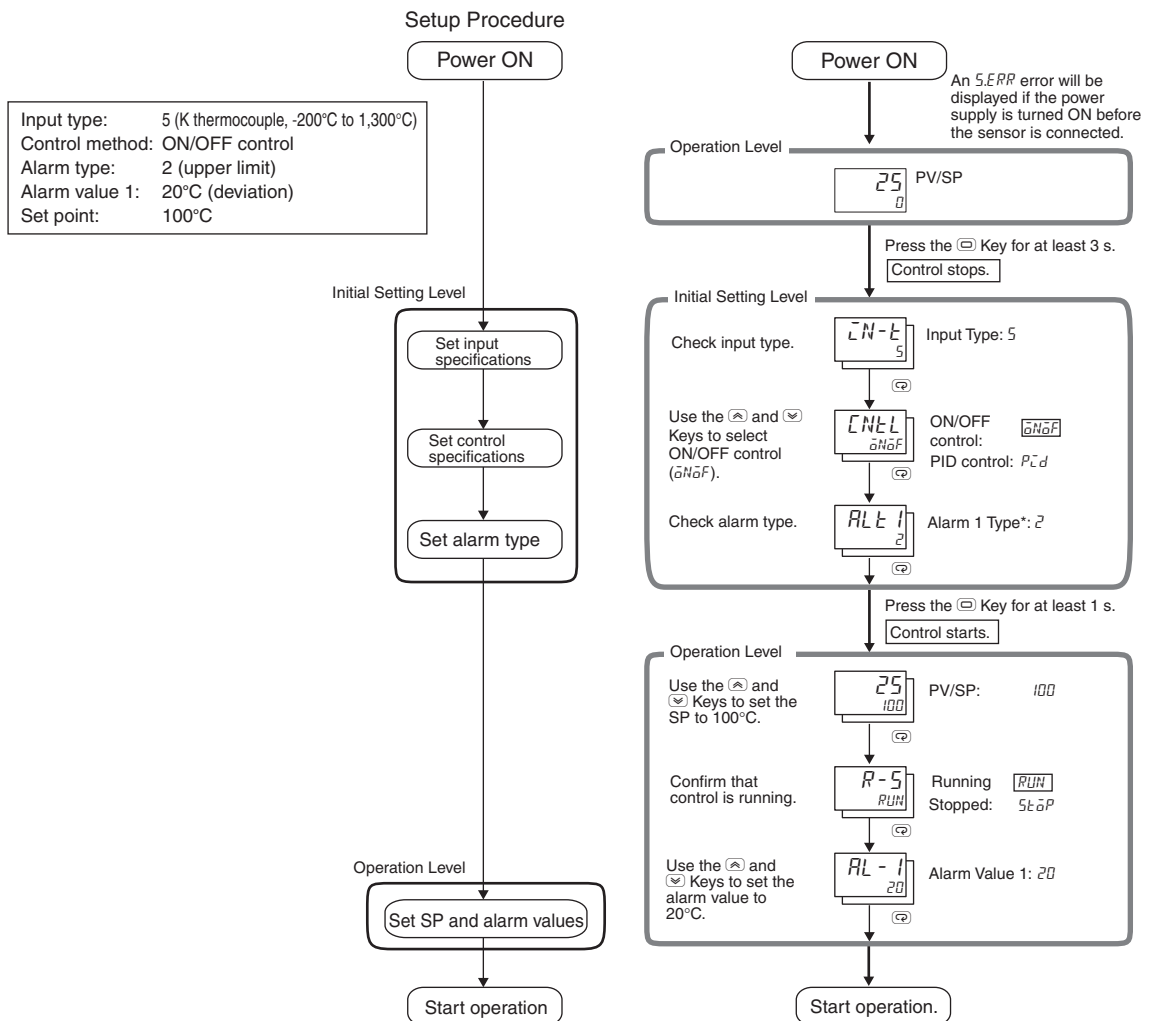 Setup Procedure
Power ON
Input type: 5 (K thermocouple, -200°C to 1,300°C)
Control method: ON/OFF control
Alarm type: 2 (upper limit)
Alarm value 1: 20°C (deviation)
Set point: 100°C
Initial Setting Level
Set input
specifications
Set control
specifications
Set alarm type
Operation Level
Set SP and alarm values
Start operation
Power ON
An S.ERR error will be
displayed if the power
supply is turned ON before
the sensor is connected.
Operation Level
25
0
PV/SP
Press the Key for at least 3 s.
Control stops.
Initial Setting Level
Check input type.
IN-t
5
Input Type: 5
Use the and
Keys to select
ON/OFF control
(oNoF).
CNtL
oNoF
ON/OFF
control: oNoF
PID control: PId
Check alarm type.
ALt1
2
Alarm 1 Type*: 2
Press the Key for at least 1 s.
Control starts.
Operation Level
Use the and
Keys to set the
SP to 100°C.
25
100
PV/SP: 100
Confirm that
control is running.
R-S
RUN
Running RUN
Stopped: StoP
Use the and
Keys to set the
alarm value to
20°C.
AL-1
20
Alarm Value 1: 20
Start operation.